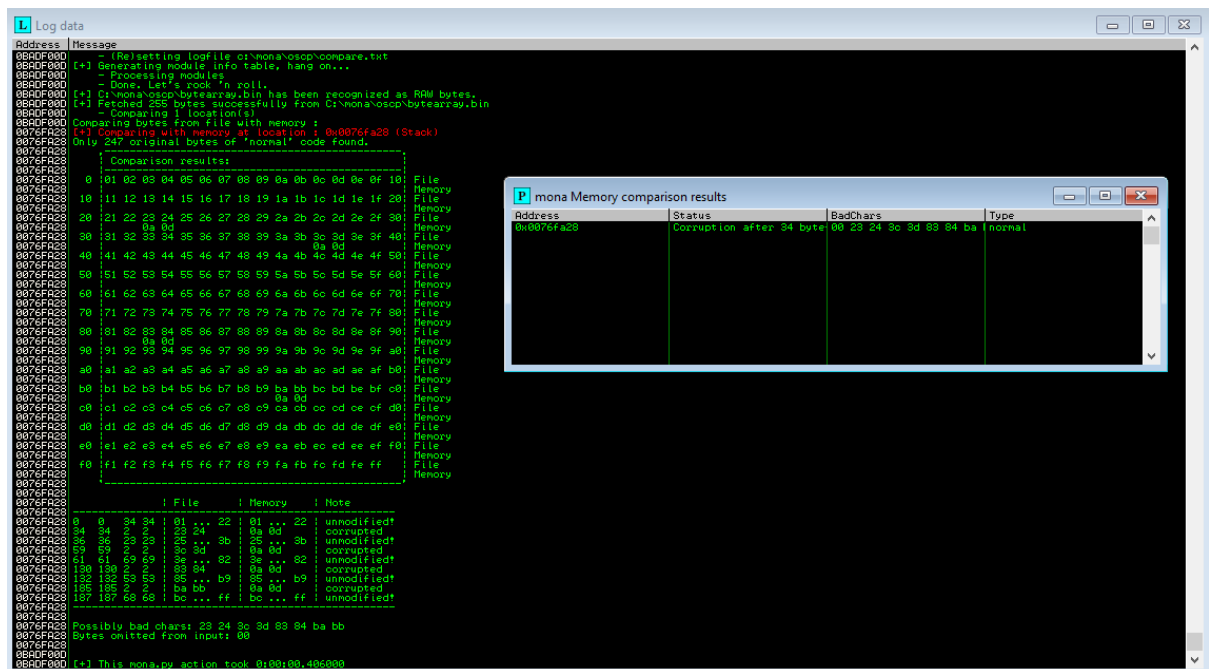 Log data
Address Message
0BADF00D - (Re)setting logfile c:\mona\oscp\compare.txt
0BADF00D [+] Generating module info table, hang on...
0BADF00D - Processing modules
0BADF00D - Done. Let's rock 'n roll.
0BADF00D [+] C:\mona\oscp\bytearray.bin has been recognized as RAW bytes.
0BADF00D [+] Fetched 255 bytes successfully from C:\mona\oscp\bytearray.bin
0BADF00D - Comparing 1 location(s)
0BADF00D Comparing bytes from file with memory :
0076FA28 [+] Comparing with memory at location : 0x0076fa28 (Stack)
0076FA28 Only 247 original bytes of 'normal' code found.
0076FA28
0076FA28 | Comparison results:
0076FA28
0076FA28 0 |01 02 03 04 05 06 07 08 09 0a 0b 0c 0d 0e 0f 10| File
0076FA28 Memory
0076FA28 10 |11 12 13 14 15 16 17 18 19 1a 1b 1c 1d 1e 1f 20| File
0076FA28 Memory
0076FA28 20 |21 22 23 24 25 26 27 28 29 2a 2b 2c 2d 2e 2f 30| File
0076FA28 0a 0d Memory
0076FA28 30 |31 32 33 34 35 36 37 38 39 3a 3b 3c 3d 3e 3f 40| File
0076FA28 0a 0d Memory
0076FA28 40 |41 42 43 44 45 46 47 48 49 4a 4b 4c 4d 4e 4f 50| File
0076FA28 Memory
0076FA28 50 |51 52 53 54 55 56 57 58 59 5a 5b 5c 5d 5e 5f 60| File
0076FA28 Memory
0076FA28 60 |61 62 63 64 65 66 67 68 69 6a 6b 6c 6d 6e 6f 70| File
0076FA28 Memory
0076FA28 70 |71 72 73 74 75 76 77 78 79 7a 7b 7c 7d 7e 7f 80| File
0076FA28 Memory
0076FA28 80 |81 82 83 84 85 86 87 88 89 8a 8b 8c 8d 8e 8f 90| File
0076FA28 0a 0d Memory
0076FA28 90 |91 92 93 94 95 96 97 98 99 9a 9b 9c 9d 9e 9f a0| File
0076FA28 Memory
0076FA28 a0 |a1 a2 a3 a4 a5 a6 a7 a8 a9 aa ab ac ad ae af b0| File
0076FA28 Memory
0076FA28 b0 |b1 b2 b3 b4 b5 b6 b7 b8 b9 ba bb bc bd be bf c0| File
0076FA28 0a 0d Memory
0076FA28 c0 |c1 c2 c3 c4 c5 c6 c7 c8 c9 ca cb cc cd ce cf d0| File
0076FA28 Memory
0076FA28 d0 |d1 d2 d3 d4 d5 d6 d7 d8 d9 da db dc dd de df e0| File
0076FA28 Memory
0076FA28 e0 |e1 e2 e3 e4 e5 e6 e7 e8 e9 ea eb ec ed ee ef f0| File
0076FA28 Memory
0076FA28 f0 |f1 f2 f3 f4 f5 f6 f7 f8 f9 fa fb fc fd fe ff | File
0076FA28 Memory
0076FA28
0076FA28
0076FA28 | File | Memory | Note
0076FA28
0076FA28 0 0 34 34 | 01 ... 22 | 01 ... 22 | unmodified!
0076FA28 34 34 2 2 | 23 24 | 0a 0d | corrupted
0076FA28 36 36 23 23 | 25 ... 3b | 25 ... 3b | unmodified!
0076FA28 59 59 2 2 | 3c 3d | 0a 0d | corrupted
0076FA28 61 61 69 69 | 3e ... 82 | 3e ... 82 | unmodified!
0076FA28 130 130 2 2 | 83 84 | 0a 0d | corrupted
0076FA28 132 132 53 53 | 85 ... b9 | 85 ... b9 | unmodified!
0076FA28 185 185 2 2 | ba bb | 0a 0d | corrupted
0076FA28 187 187 68 68 | bc ... ff | bc ... ff | unmodified!
0076FA28
0076FA28
0076FA28 Possibly bad chars: 23 24 3c 3d 83 84 ba bb
0076FA28 Bytes omitted from input: 00
0076FA28
0BADF00D
0BADF00D [+] This mona.py action took 0:00:00.406000
mona Memory comparison results
Address Status BadChars Type
0x0076fa28 Corruption after 34 byte 00 23 24 3c 3d 83 84 ba normal